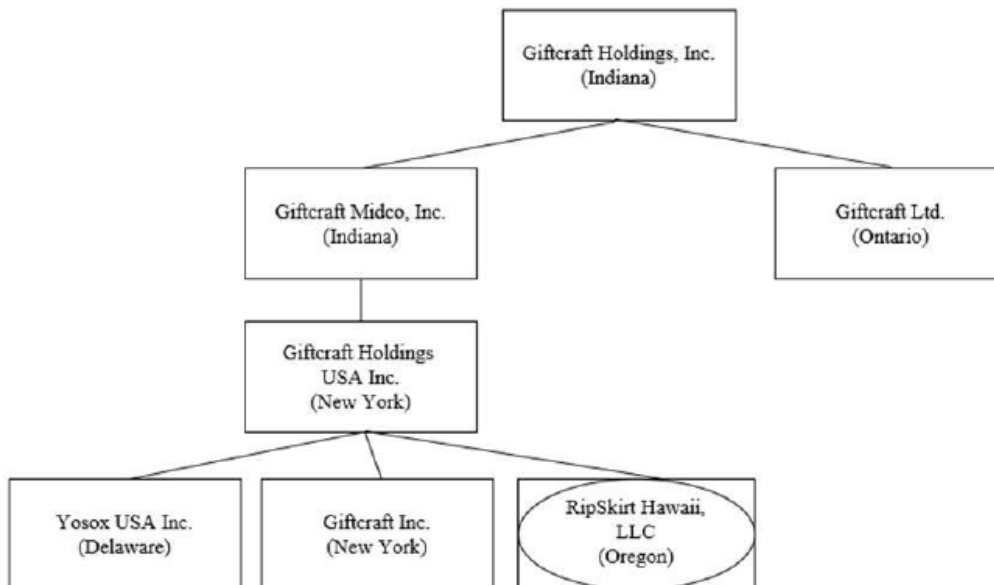 Giftcraft Holdings, Inc.
(Indiana)
Giftcraft Midco, Inc.
(Indiana)
Giftcraft Ltd.
(Ontario)
Giftcraft Holdings
USA Inc.
(New York)
Yosox USA Inc.
(Delaware)
Giftcraft Inc.
(New York)
RipSkirt Hawaii,
LLC
(Oregon)